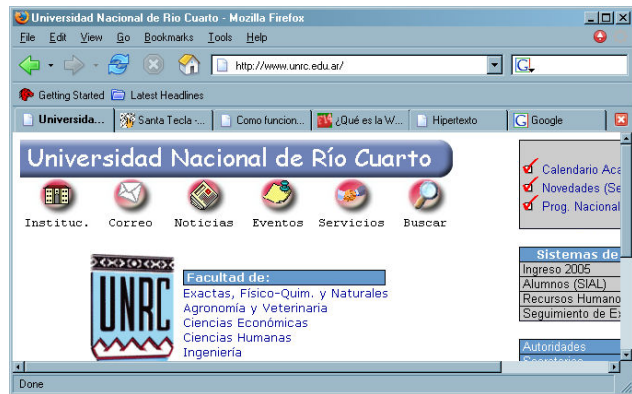 Universidad Nacional de Río Cuarto - Mozilla Firefox
File Edit View Go Bookmarks Tools Help
http://www.unrc.edu.ar/
G
Getting Started Latest Headlines
Universida... Santa Tecla -... Como funcion... ¿Qué es la W... Hipertexto Google
Universidad Nacional de Río Cuarto
Instituc. Correo Noticias Eventos Servicios Buscar
UNRC
Facultad de:
Exactas, Físico-Quim. y Naturales
Agronomía y Veterinaria
Ciencias Económicas
Ciencias Humanas
Ingeniería
Calendario Aca
Novedades (Se
Prog. Nacional
Sistemas de
Ingreso 2005
Alumnos (SIAL)
Recursos Humano
Seguimiento de Ex
Autoridades
Secretarias
Done